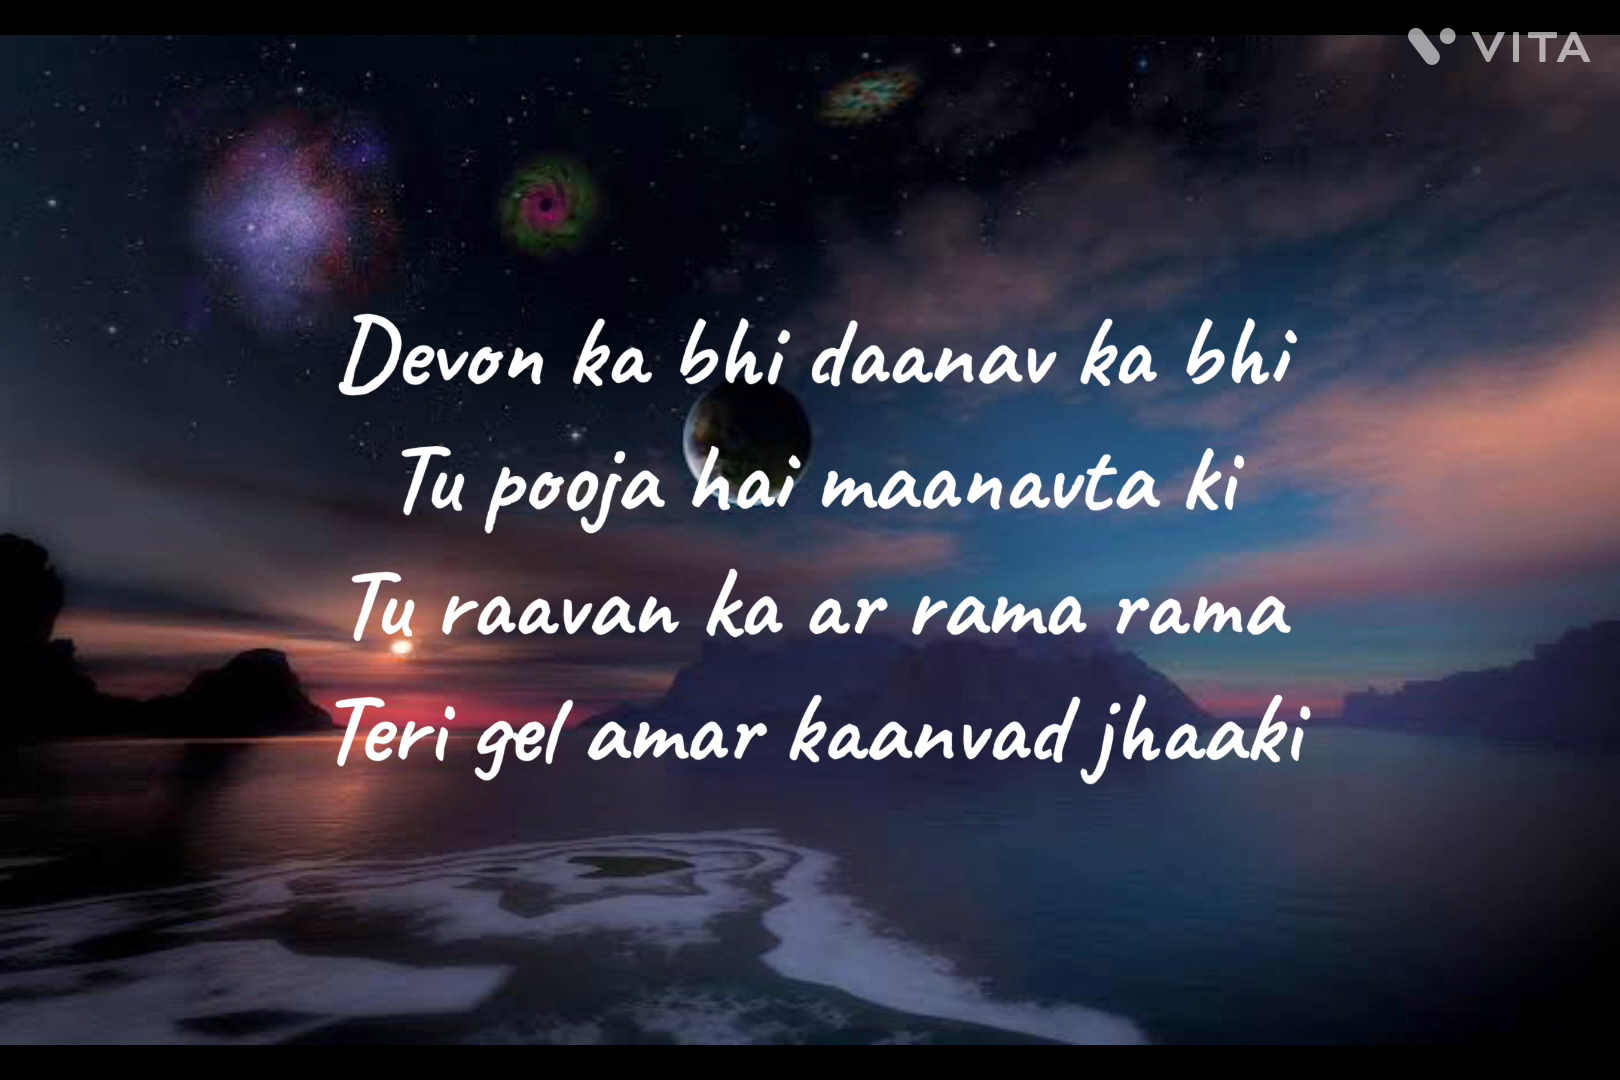 VITA
Devon ka bhi daanav ka bhi
Tu pooja hai maanavta ki
Tu raavan ka ar rama rama
Teri gel amar kaanvad jhaaki